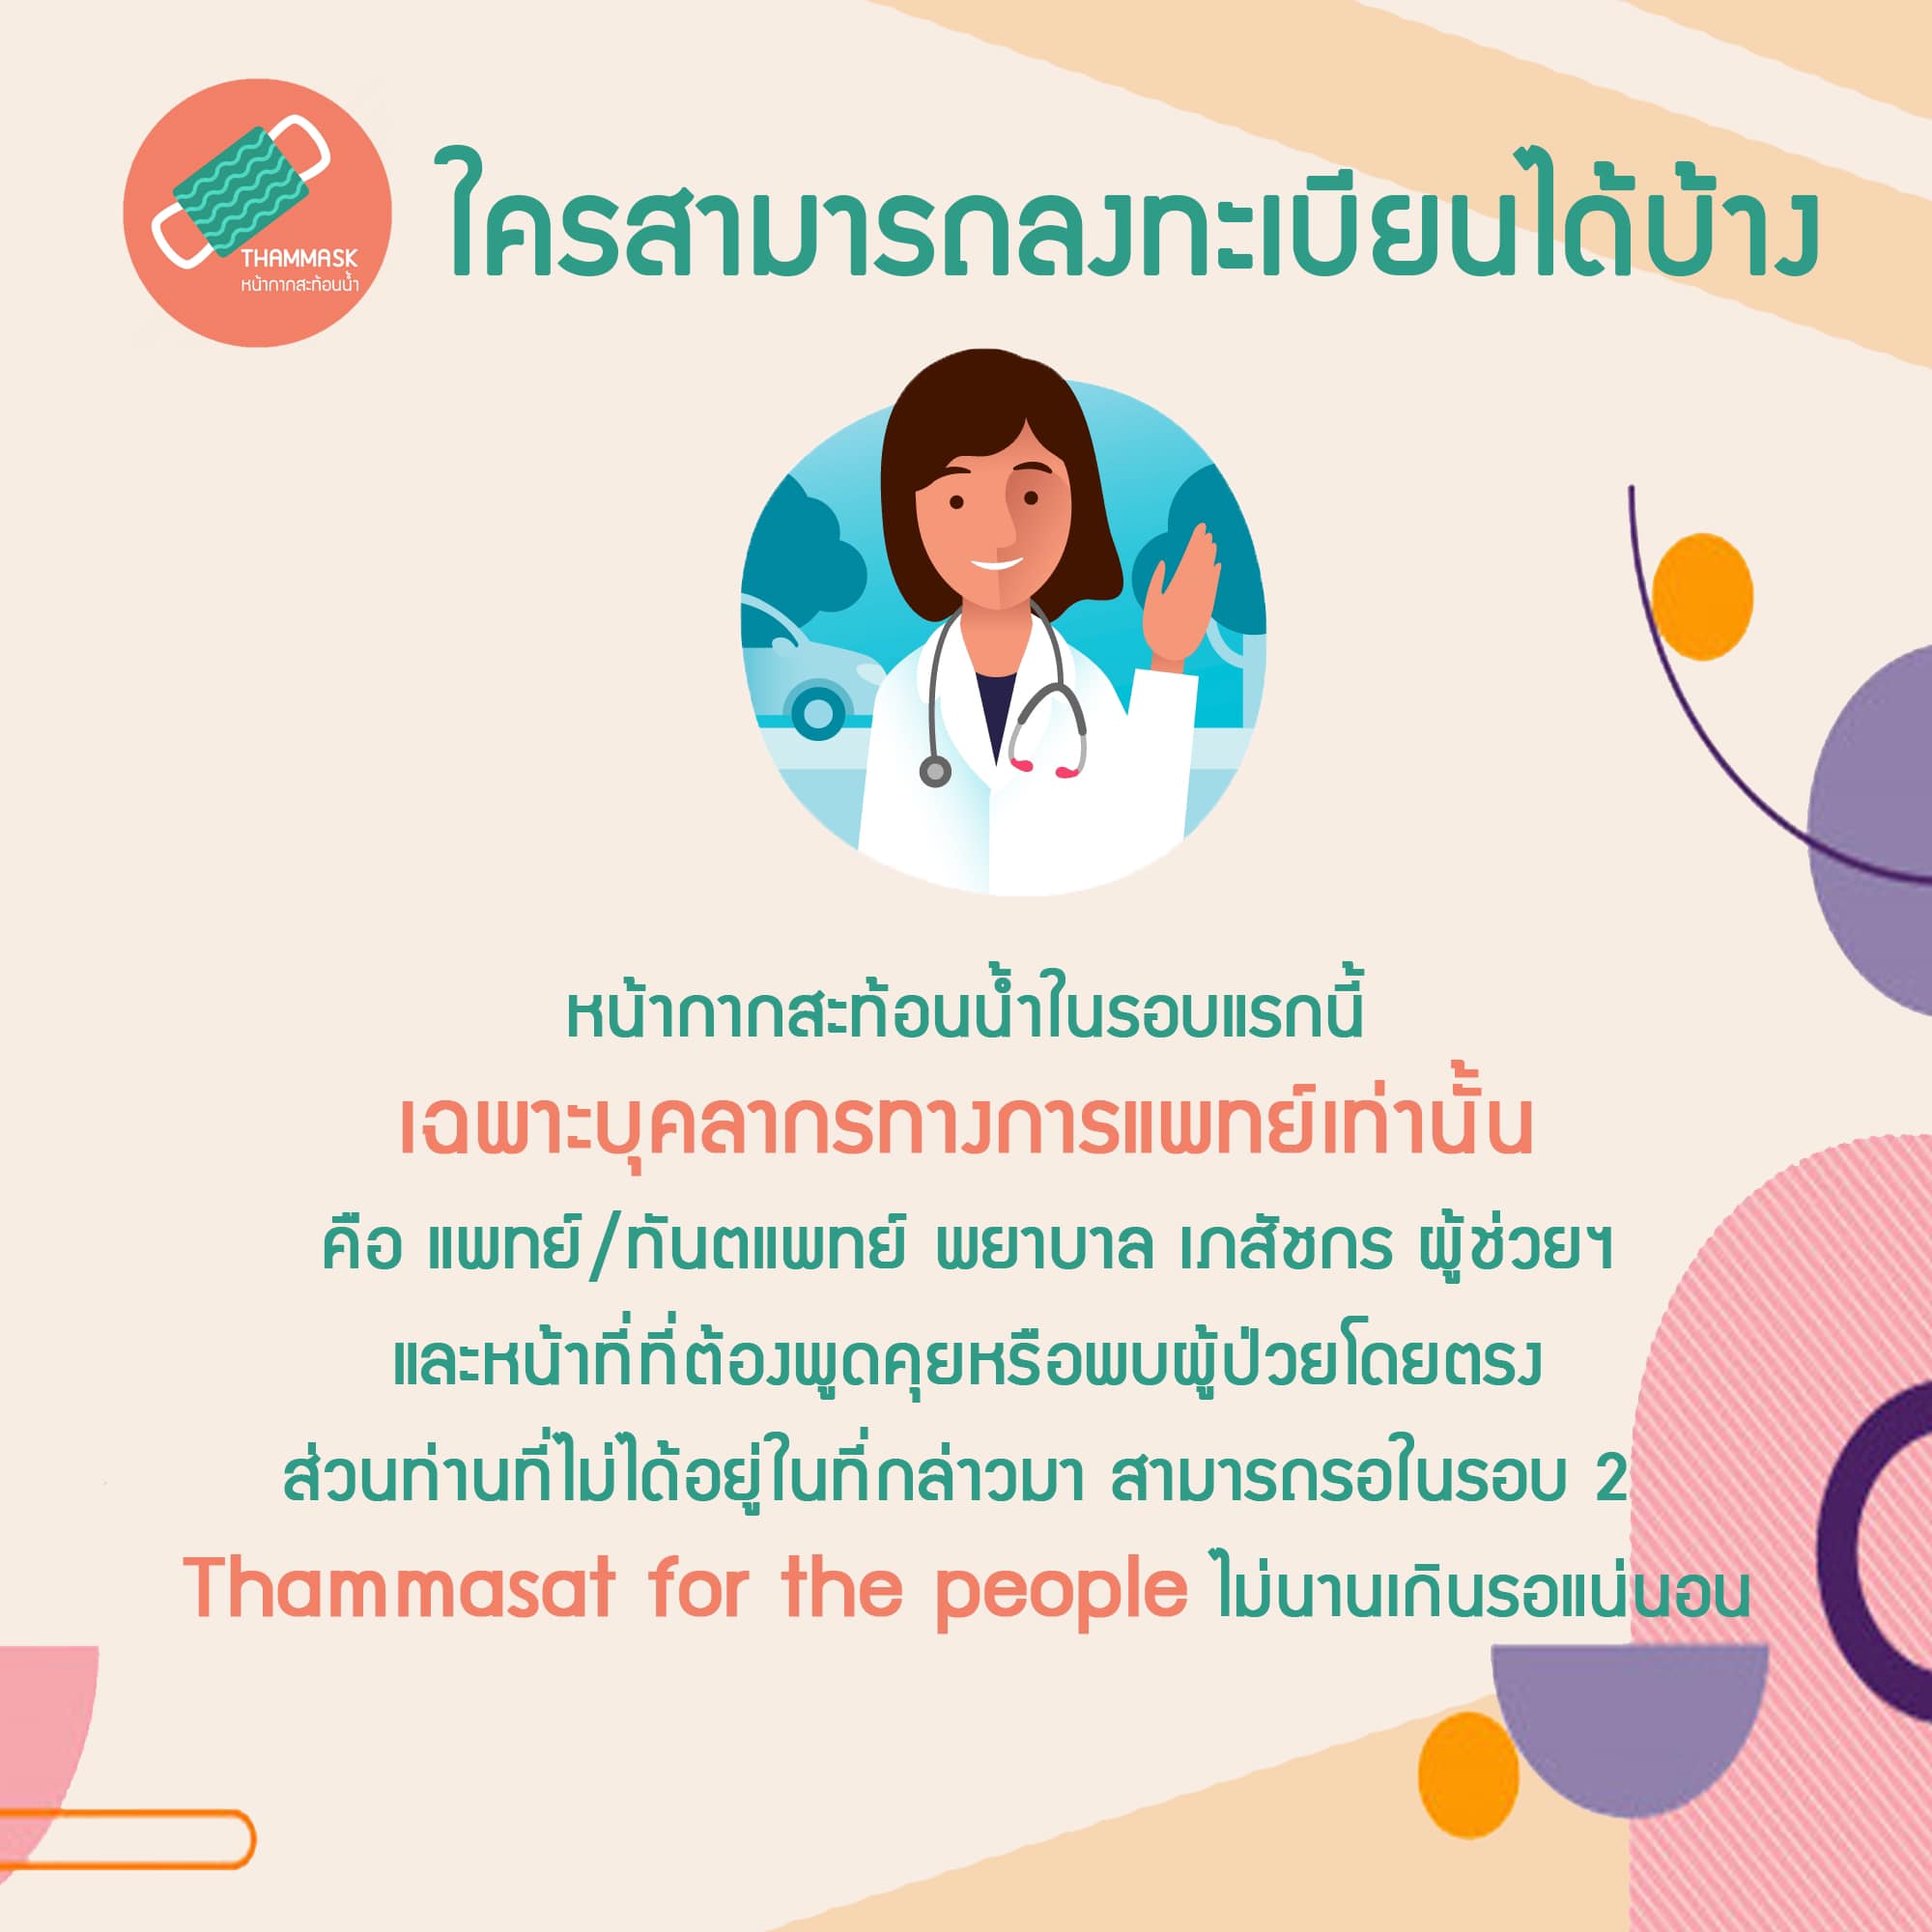 THAMMASK
หน้ากากสะท้อนน้ำ
ใครสามารถลงทะเบียนได้บ้าง
หน้ากากสะท้อนน้ำในรอบแรกนี้
เฉพาะบุคลากรทางการแพทย์เท่านั้น
คือ แพทย์/ทันตแพทย์ พยาบาล เภสัชกร ผู้ช่วยฯ
และหน้าที่ที่ต้องพูดคุยหรือพบผู้ป่วยโดยตรง
ส่วนท่านที่ไม่ได้อยู่ในที่กล่าวมา สามารถรอในรอบ 2
Thammasat for the people ไม่นานเกินรอแน่นอน